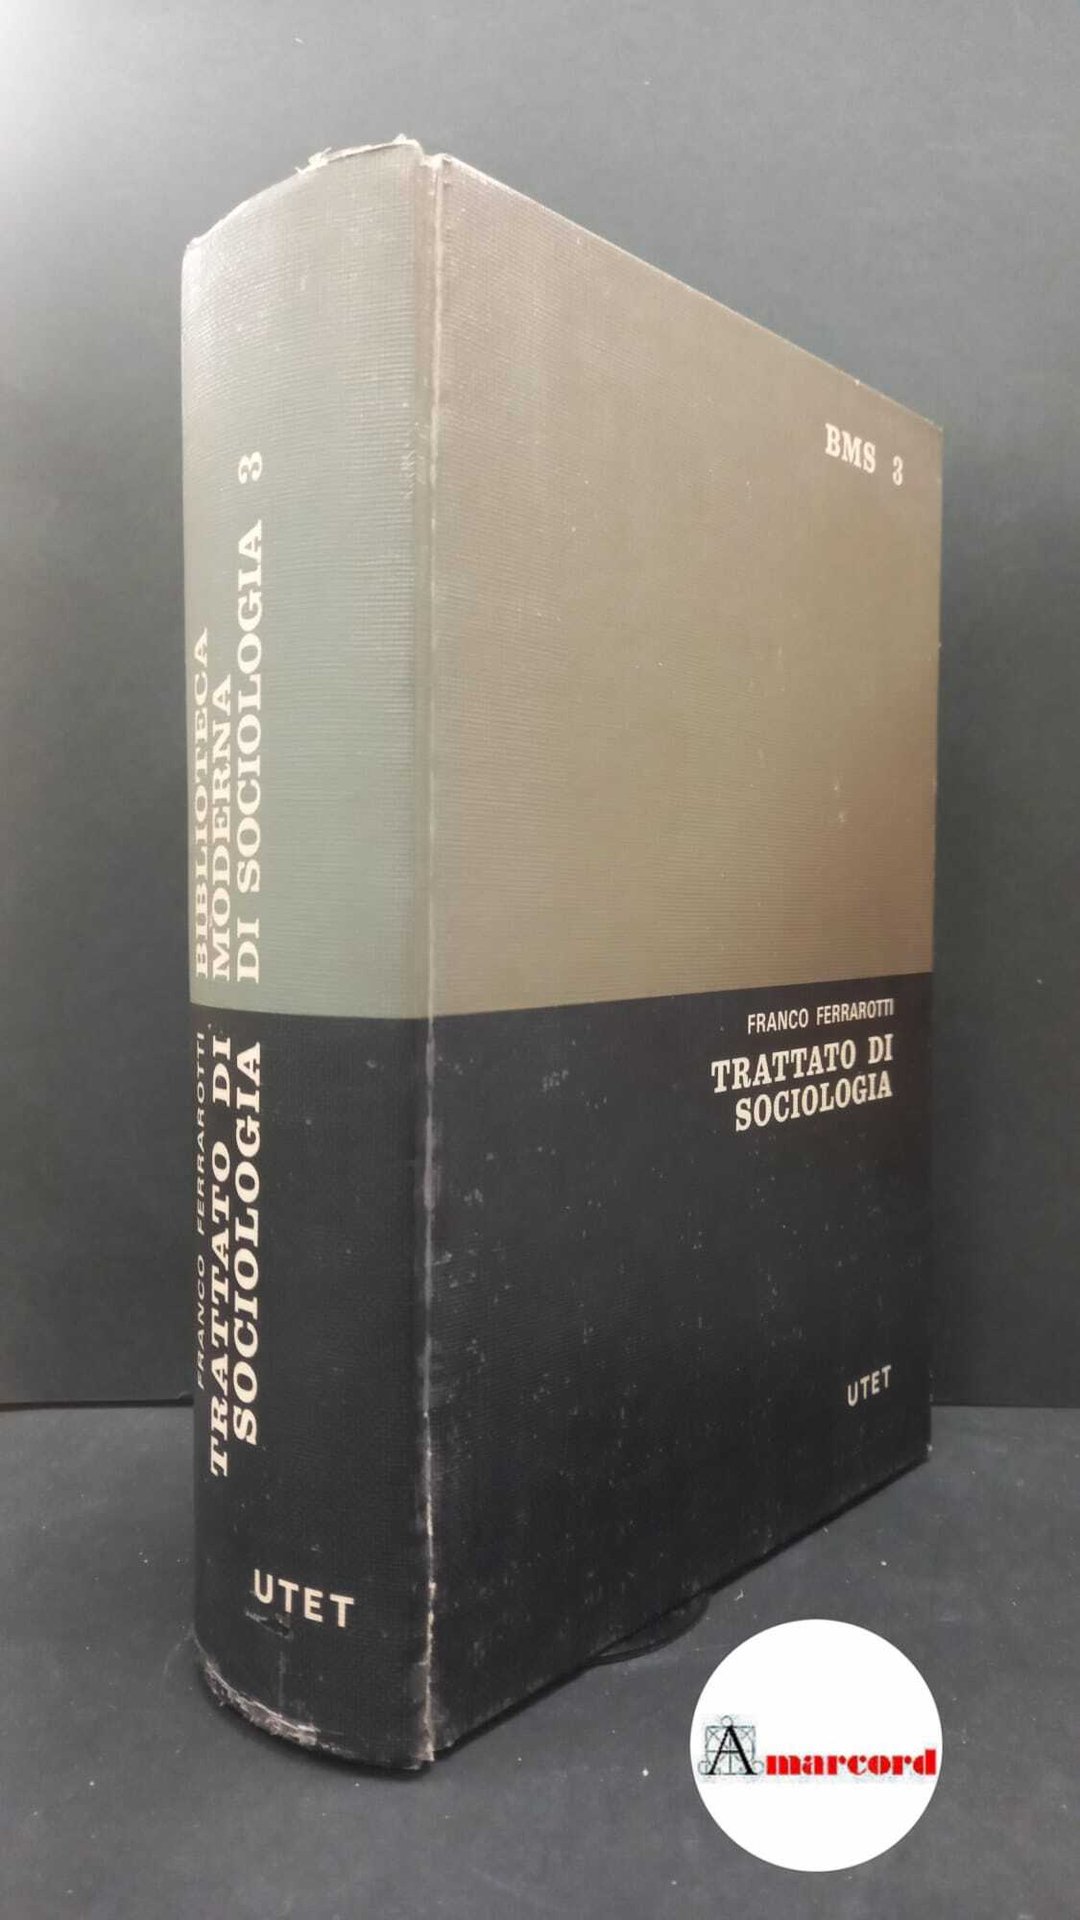 BIBLIOTECA
MODERNA
DI SOCIOLOGIA 3
FRANCO FERRAROTTI
TRATTATO DI
SOCIOLOGIA
UTET
BMS 3
FRANCO FERRAROTTI
TRATTATO DI
SOCIOLOGIA
UTET
Amarcord